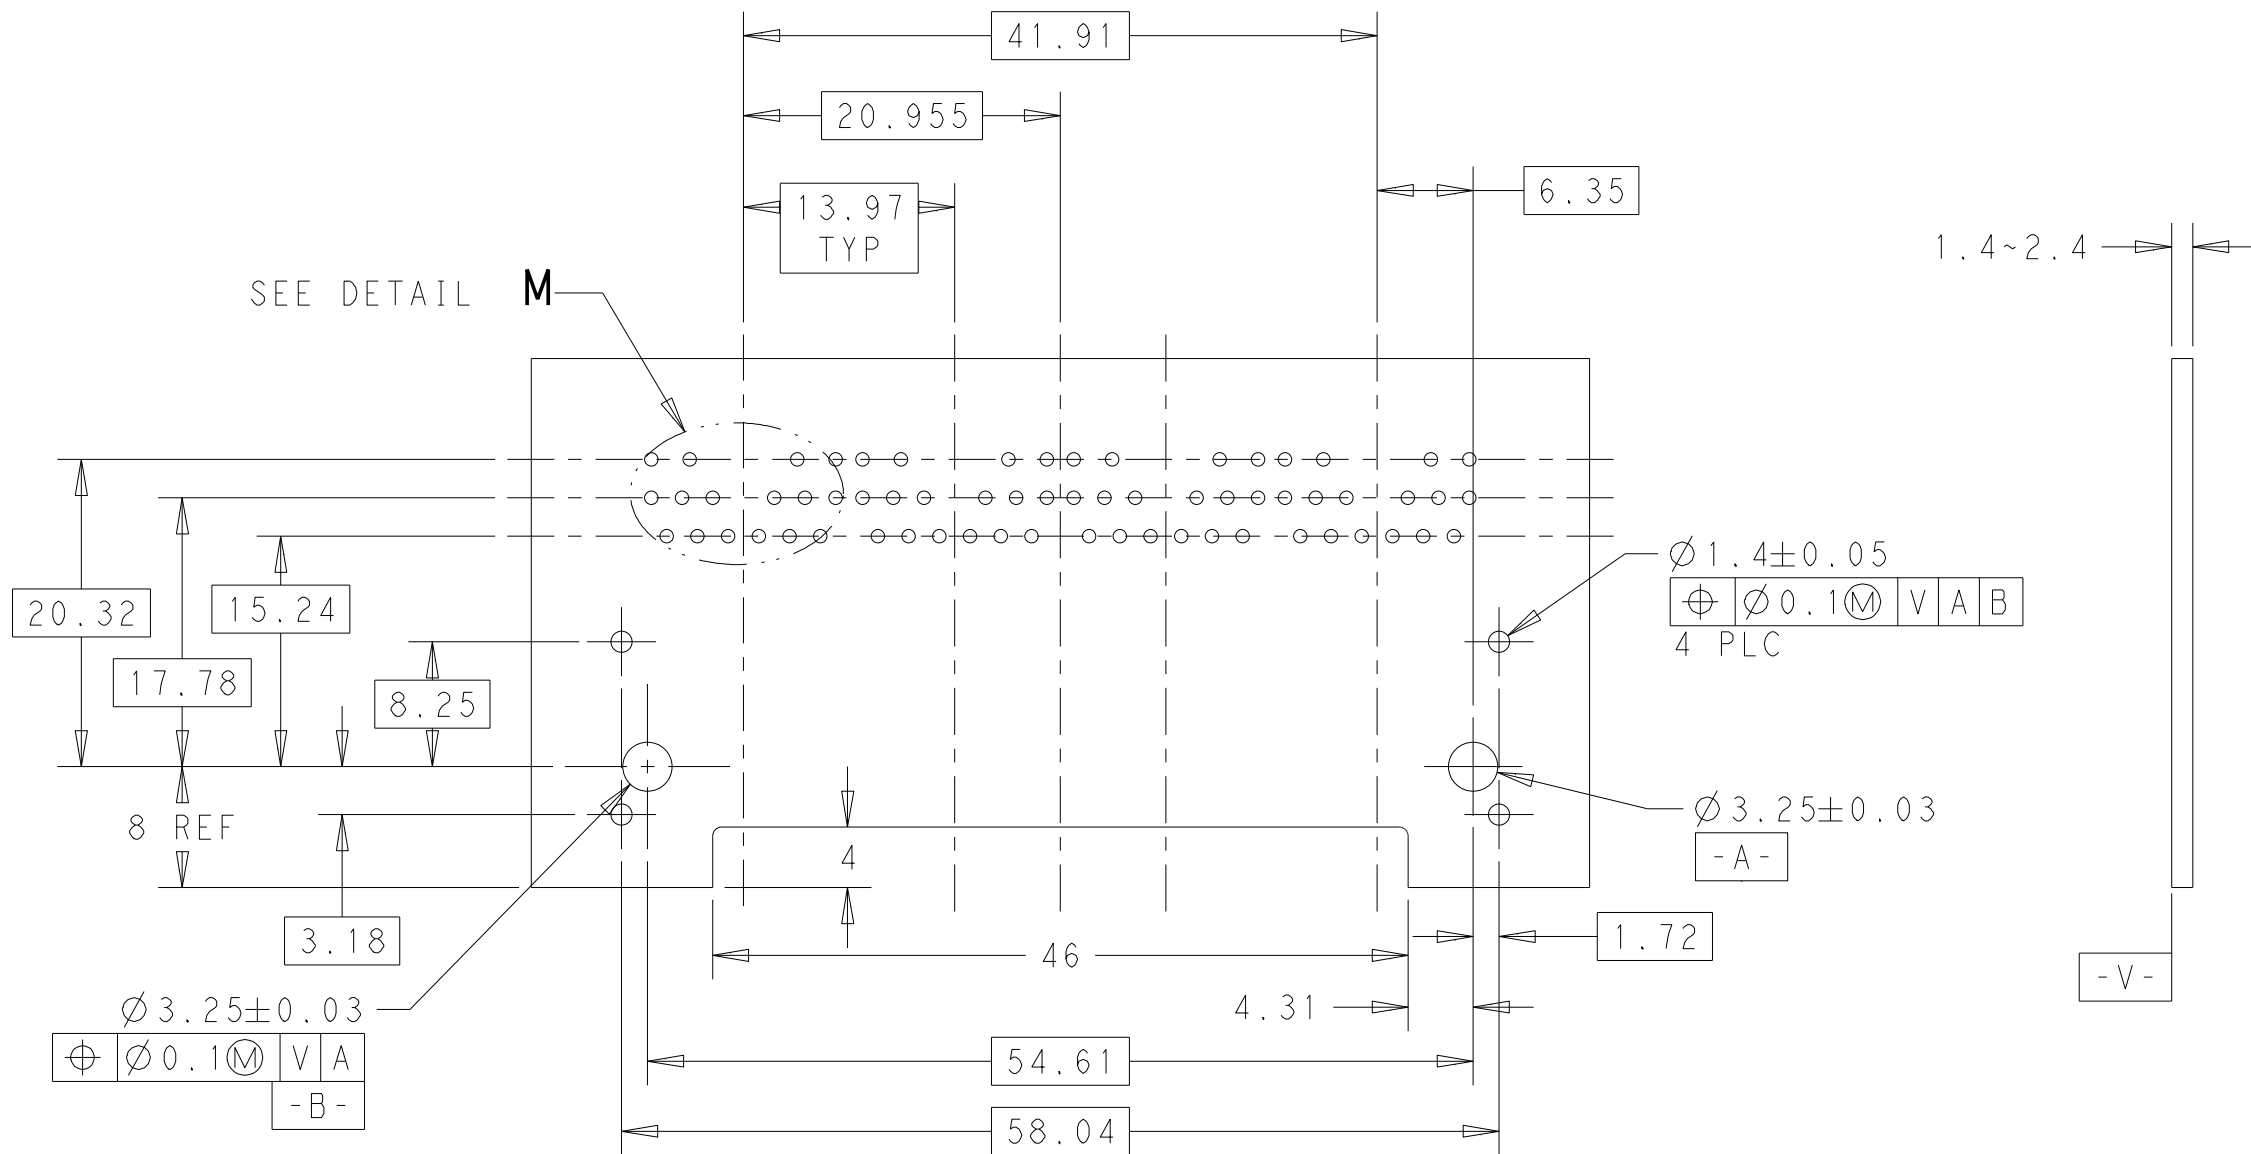 41.91
20.955
13.97
TYP
6.35
1.4~2.4
SEE DETAIL M
Ø1.4±0.05
⌖ Ø0.1Ⓜ V A B
4 PLC
20.32
15.24
17.78
8.25
8 REF
4
Ø3.25±0.03
-A-
3.18
1.72
46
-V-
4.31
Ø3.25±0.03
⌖ Ø0.1Ⓜ V A
-B-
54.61
58.04